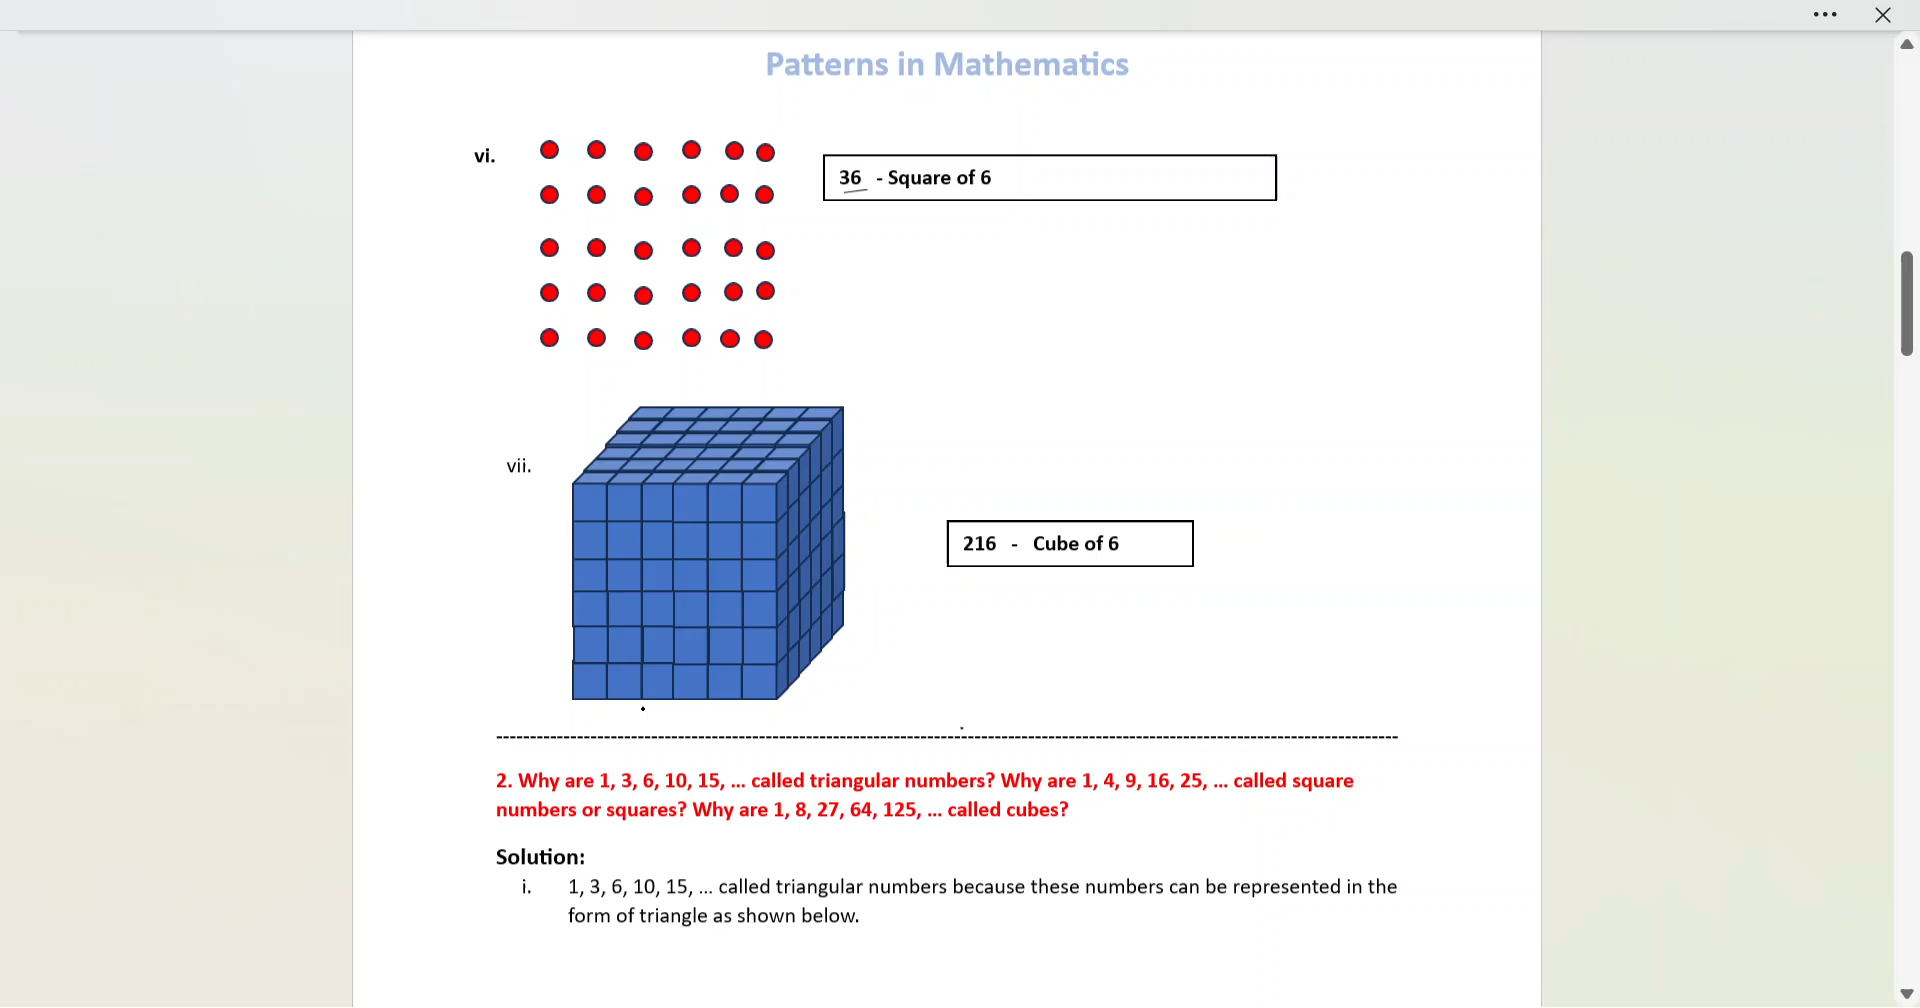 Patterns in Mathematics
vi.
36 - Square of 6
vii.
216 - Cube of 6
2. Why are 1, 3, 6, 10, 15, ... called triangular numbers? Why are 1, 4, 9, 16, 25, ... called square
numbers or squares? Why are 1, 8, 27, 64, 125, ... called cubes?
Solution:
i. 1, 3, 6, 10, 15, ... called triangular numbers because these numbers can be represented in the
form of triangle as shown below.